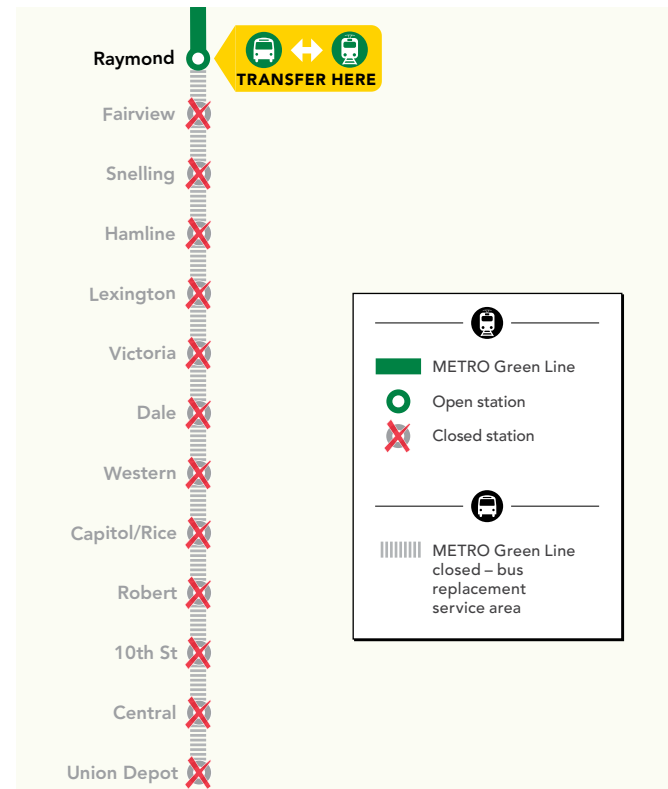 Raymond
TRANSFER HERE
Fairview
Snelling
Hamline
Lexington
Victoria
Dale
Western
Capitol/Rice
Robert
10th St
Central
Union Depot
METRO Green Line
Open station
Closed station
METRO Green Line
closed – bus
replacement
service area